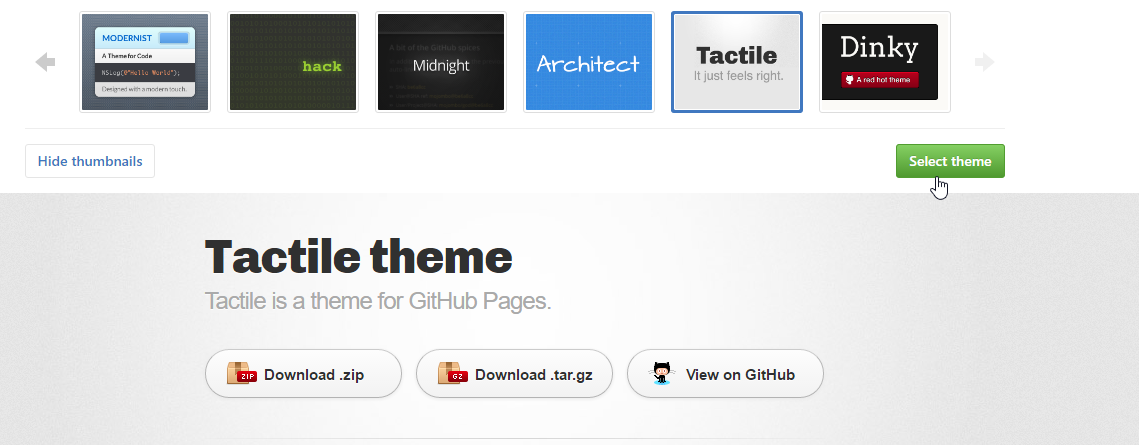 MODERNIST
A Theme for Code
NSLog(@"Hello World");
Designed with a modern touch.
hack
A bit of the GitHub spices
Midnight
Architect
Tactile
It just feels right.
Dinky
A red hot theme
Hide thumbnails
Select theme
Tactile theme
Tactile is a theme for GitHub Pages.
ZIP
Download .zip
GZ
Download .tar.gz
View on GitHub